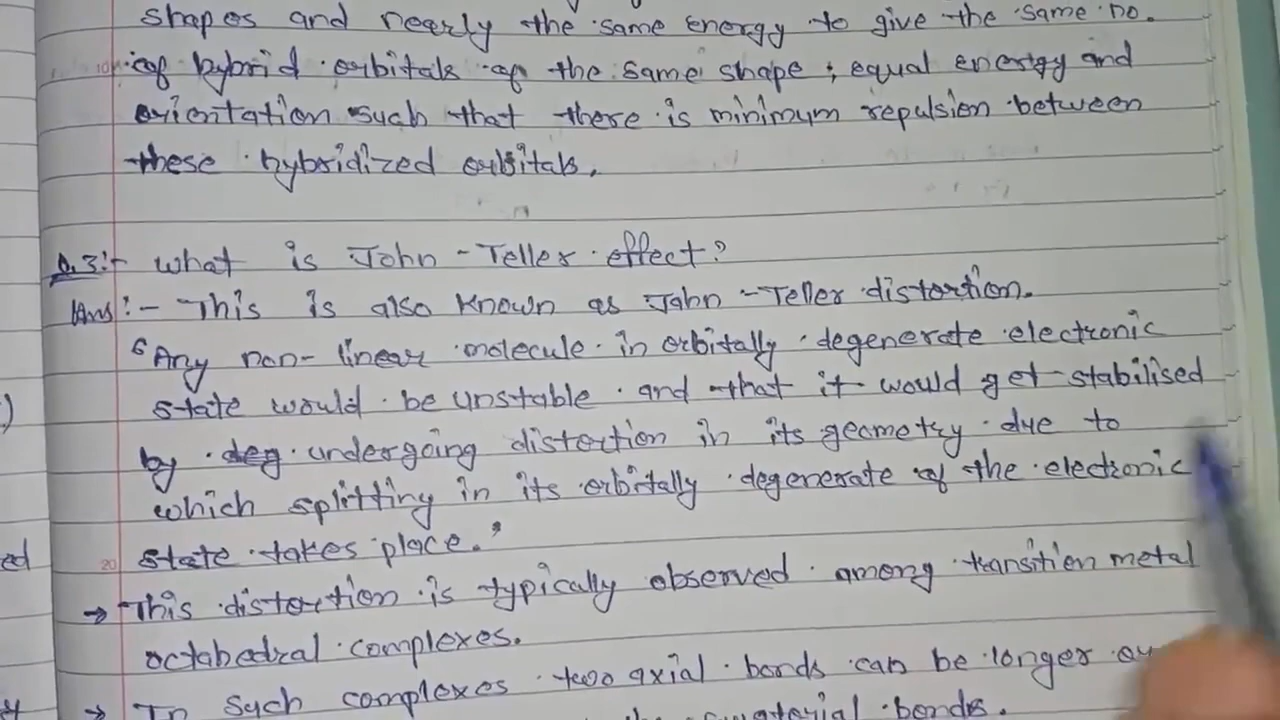 shapes and nearly the same energy to give the same no.
of hybrid orbitals of the same shape, equal energy and
orientation such that there is minimum repulsion between
these hybridized orbitals.
Q.3:- What is John-Teller effect?
Ans:- This is also known as Jahn-Teller distortion.
"Any non-linear molecule in orbitally degenerate electronic
state would be unstable and that it would get stabilised
by deg undergoing distortion in its geometry due to
which splitting in its orbitally degenerate of the electronic
state takes place."
20
→ This distortion is typically observed among transition metal
octahedral complexes.
→ In such complexes two axial bonds can be longer
bonds.
ed